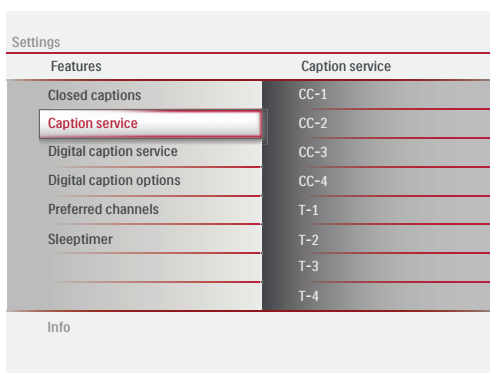 Settings
Features
Caption service
Closed captions
CC-1
Caption service
CC-2
Digital caption service
CC-3
Digital caption options
CC-4
Preferred channels
T-1
Sleeptimer
T-2
T-3
T-4
Info